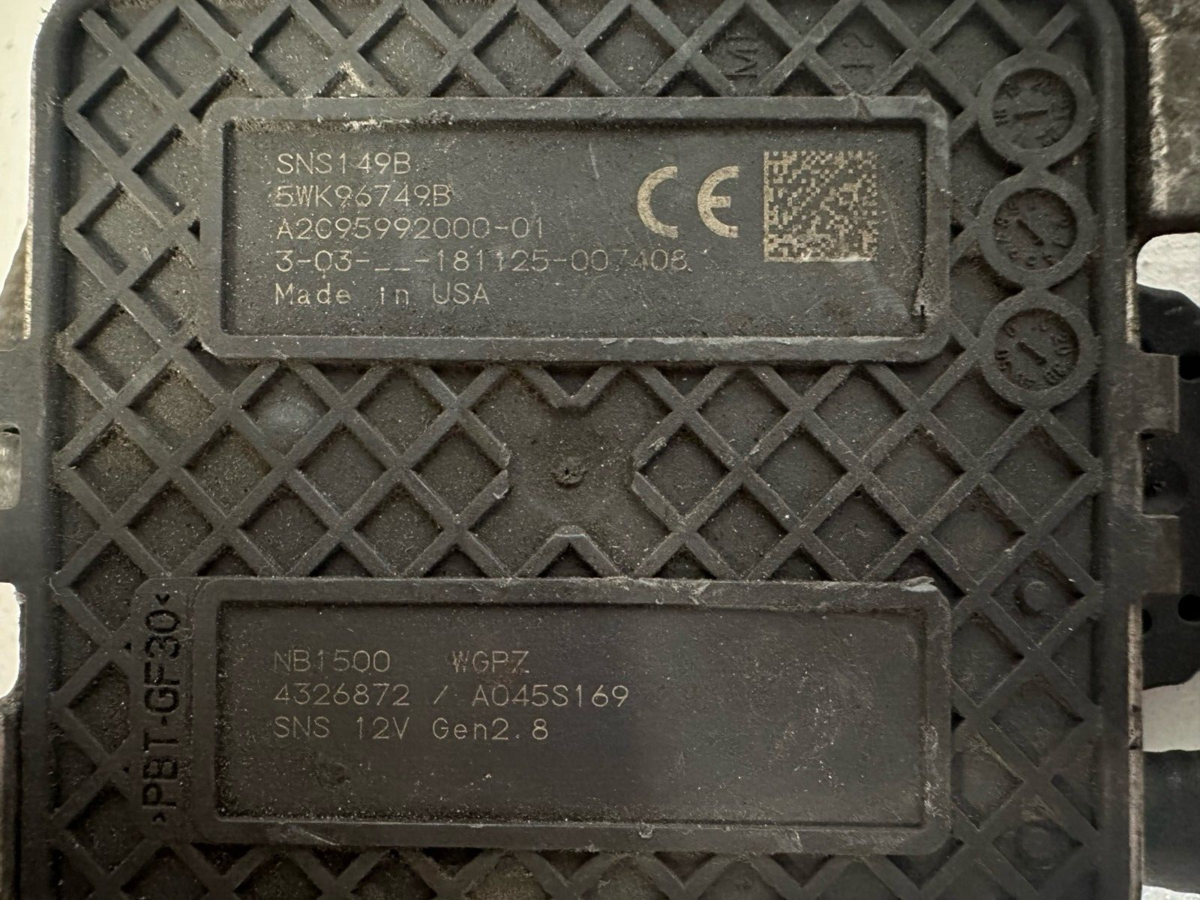 SNS149B
5WK96749B
A2C95992000-01
3-03-__-181125-007408
Made in USA
CE
NB1500 WGPZ
4326872 / A045S169
SNS 12V Gen2.8
>PBT-GF30<